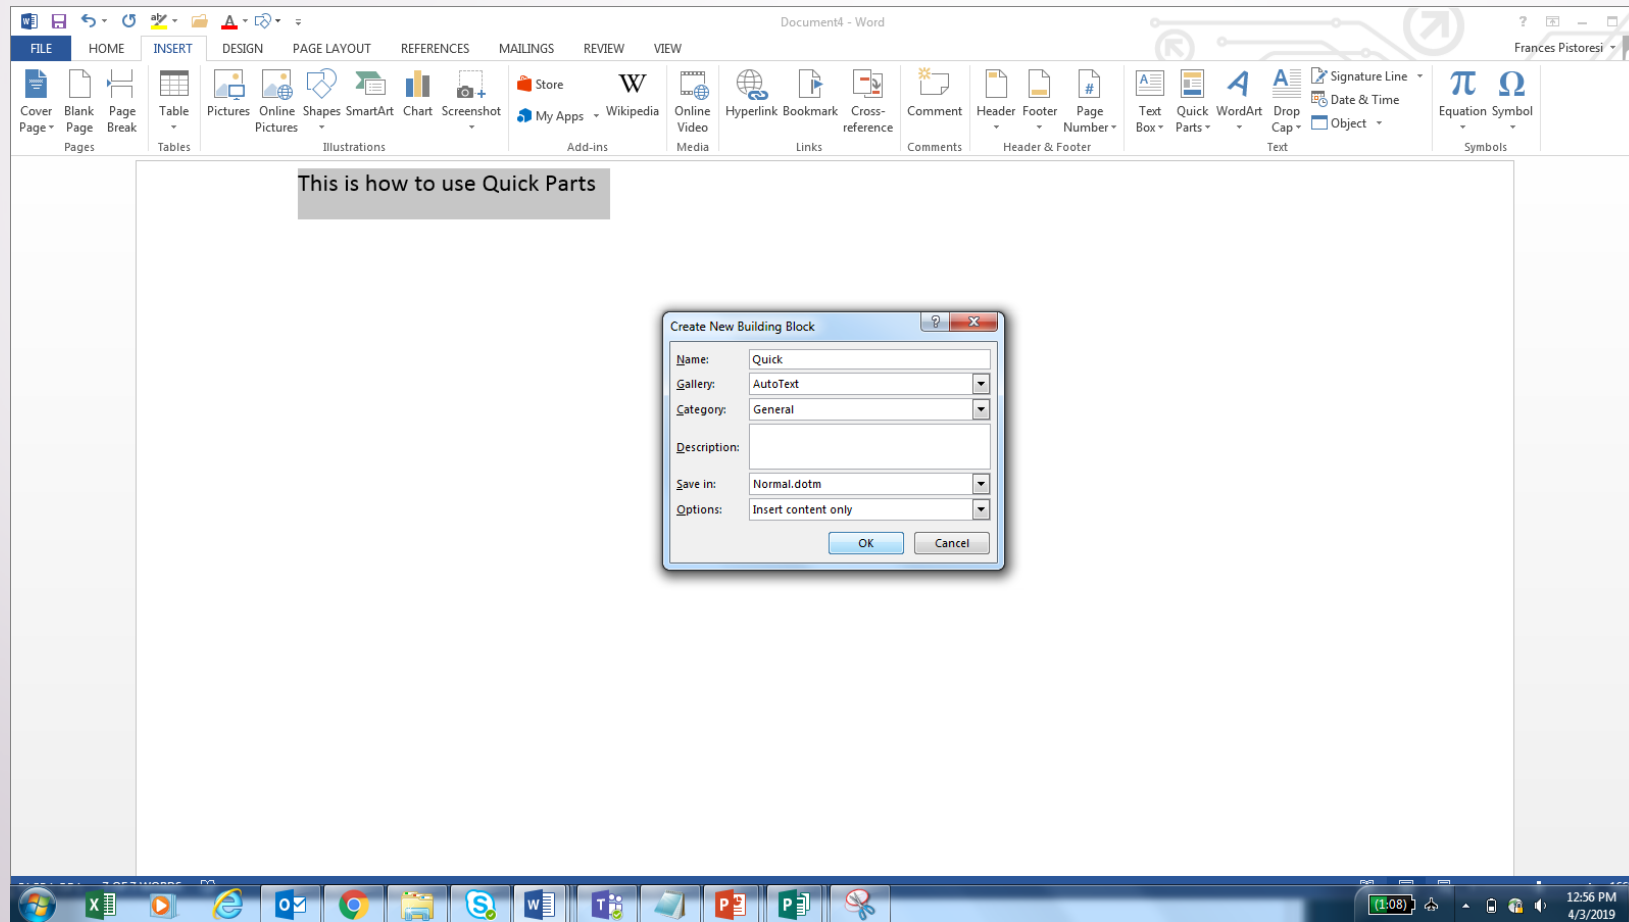 Document4 - Word
?
FILE HOME INSERT DESIGN PAGE LAYOUT REFERENCES MAILINGS REVIEW VIEW
Frances Pistoresi
Cover Page
Blank Page
Page Break
Pages
Table
Tables
Pictures
Online Pictures
Shapes
SmartArt
Chart
Screenshot
Illustrations
Store
My Apps
W
Wikipedia
Add-ins
Online Video
Media
Hyperlink
Bookmark
Cross-reference
Links
Comment
Comments
Header
Footer
#
Page Number
Header & Footer
A
Text Box
Quick Parts
A
WordArt
A
Drop Cap
Signature Line
Date & Time
Object
Text
π
Equation
Ω
Symbol
Symbols
This is how to use Quick Parts
Create New Building Block
?
Name: Quick
Gallery: AutoText
Category: General
Description:
Save in: Normal.dotm
Options: Insert content only
OK Cancel
(1:08)
12:56 PM
4/3/2019